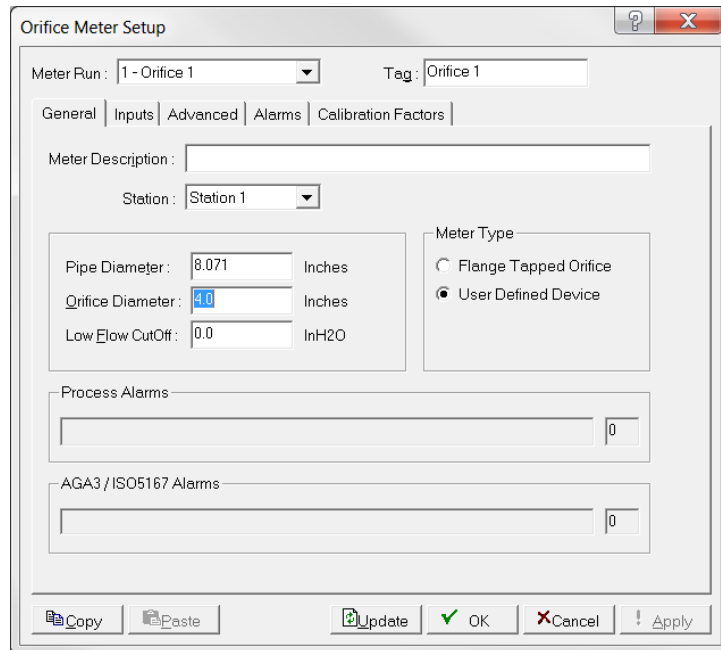 Orifice Meter Setup
Meter Run : 1 - Orifice 1 Tag : Orifice 1
General Inputs Advanced Alarms Calibration Factors
Meter Description :
Station : Station 1
Meter Type
Pipe Diameter : 8.071 Inches
Flange Tapped Orifice
Orifice Diameter : 4.0 Inches
User Defined Device
Low Flow CutOff : 0.0 InH2O
Process Alarms
0
AGA3 / ISO5167 Alarms
0
Copy Paste Update OK Cancel Apply